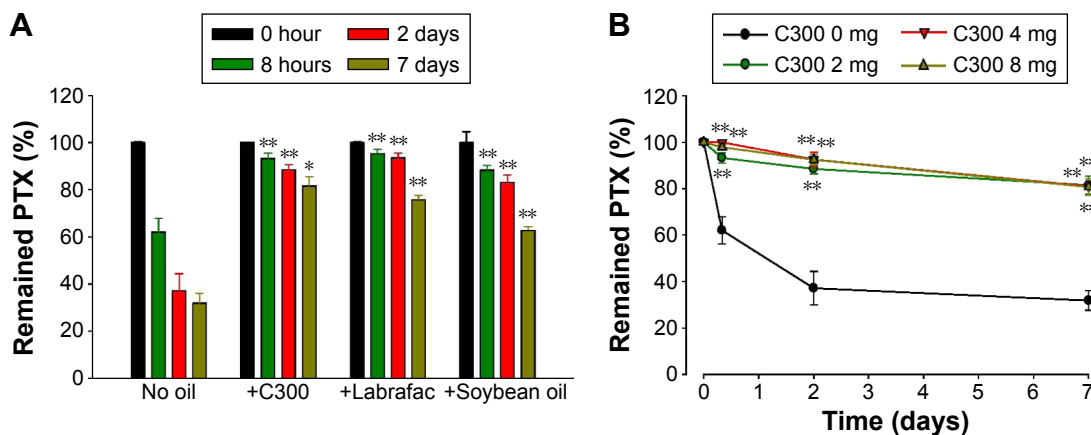 A
0 hour
2 days
8 hours
7 days
Remained PTX (%)
120
100
80
60
40
20
0
**
**
*
**
**
**
**
**
**
No oil
+C300
+Labrafac
+Soybean oil
B
C300 0 mg
C300 4 mg
C300 2 mg
C300 8 mg
Remained PTX (%)
120
100
80
60
40
20
0
**
**
**
**
**
**
**
**
**
0 1 2 3 4 5 6 7
Time (days)